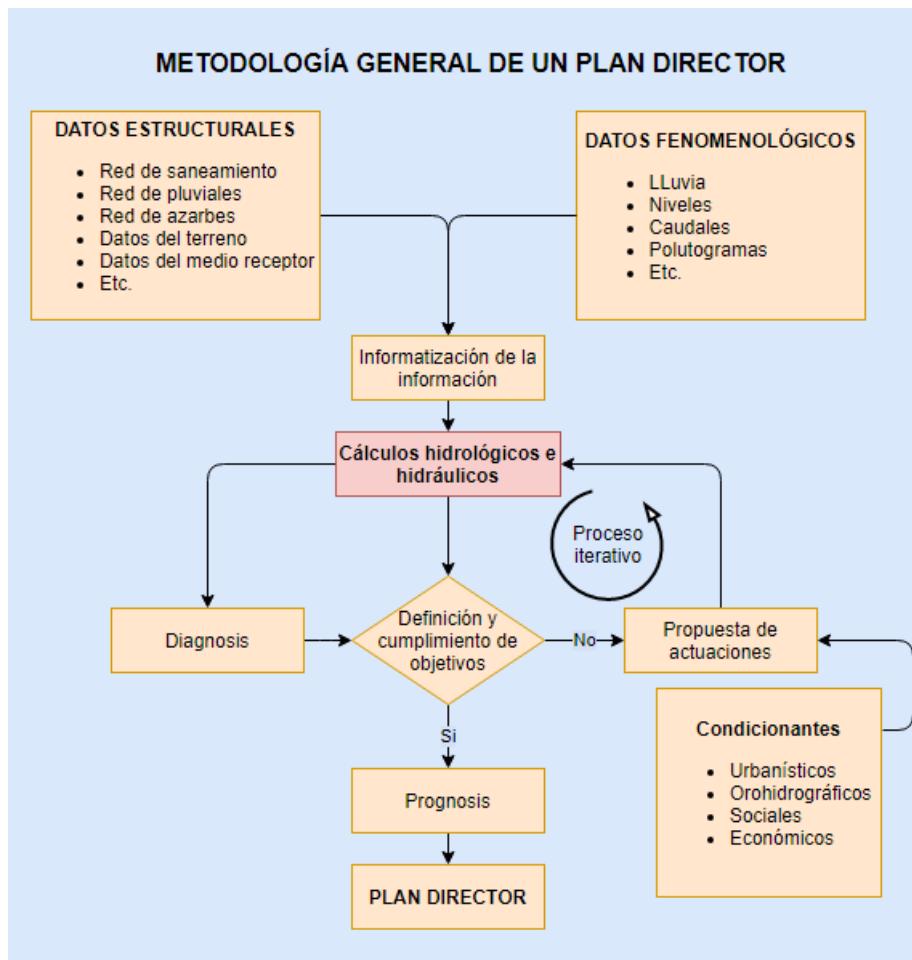 METODOLOGÍA GENERAL DE UN PLAN DIRECTOR
DATOS ESTRUCTURALES
• Red de saneamiento
• Red de pluviales
• Red de azarbes
• Datos del terreno
• Datos del medio receptor
• Etc.
DATOS FENOMENOLÓGICOS
• LLuvia
• Niveles
• Caudales
• Polutogramas
• Etc.
Informatización de la
información
Cálculos hidrológicos e
hidráulicos
Proceso
iterativo
Diagnosis
Definición y
cumplimiento de
objetivos
No
Propuesta de
actuaciones
Condicionantes
• Urbanísticos
• Orohidrográficos
• Sociales
• Económicos
Si
Prognosis
PLAN DIRECTOR